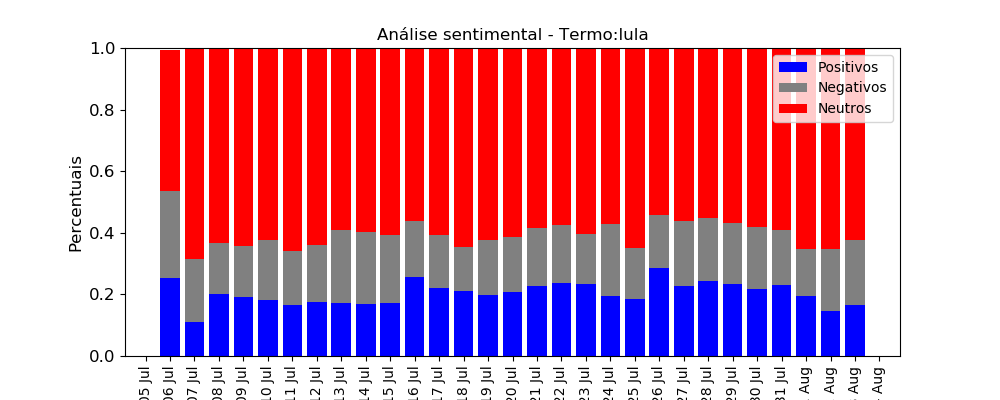 Análise sentimental - Termo:lula
Percentuais
1.0
0.8
0.6
0.4
0.2
0.0
Positivos
Negativos
Neutros
05 Jul
06 Jul
07 Jul
08 Jul
09 Jul
10 Jul
11 Jul
12 Jul
13 Jul
14 Jul
15 Jul
16 Jul
17 Jul
18 Jul
19 Jul
20 Jul
21 Jul
22 Jul
23 Jul
24 Jul
25 Jul
26 Jul
27 Jul
28 Jul
29 Jul
30 Jul
31 Jul
Aug
Aug
Aug
Aug